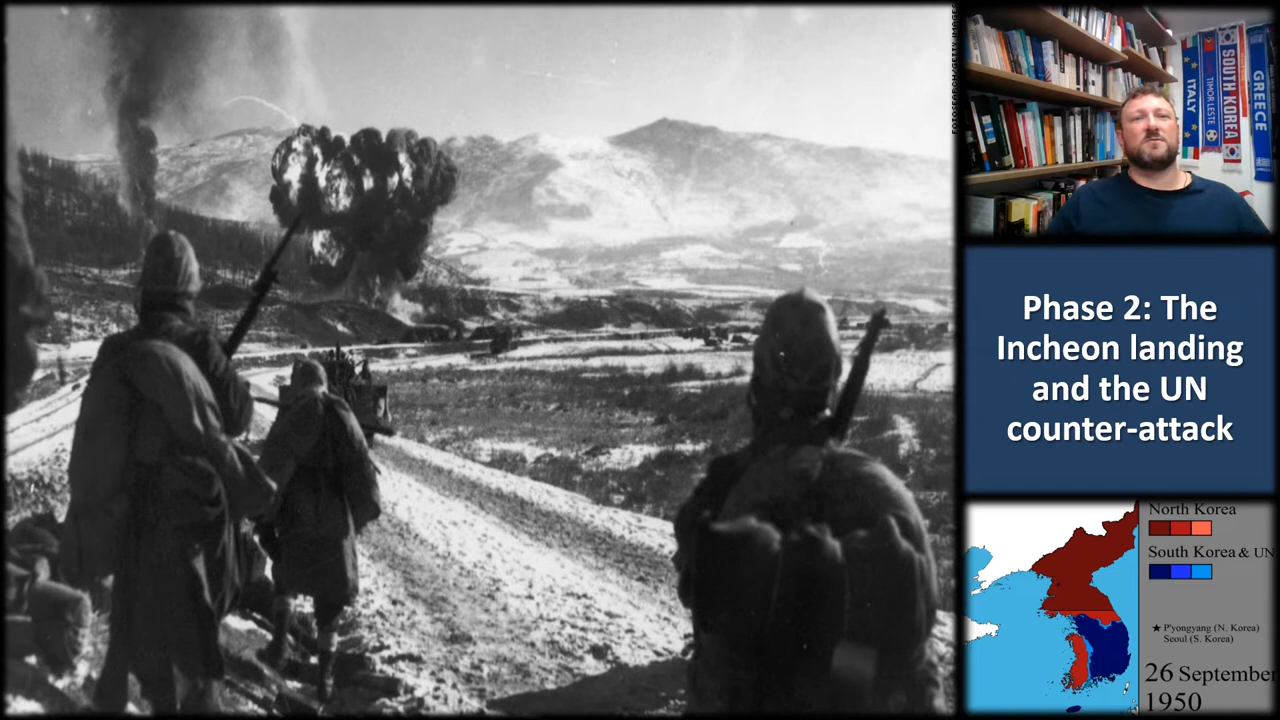 ITALY
TIMOR LESTE
SOUTH KOREA
GREECE
Phase 2: The
Incheon landing
and the UN
counter-attack
North Korea
South Korea & UN
★ P'yongyang (N. Korea)
Seoul (S. Korea)
26 September
1950